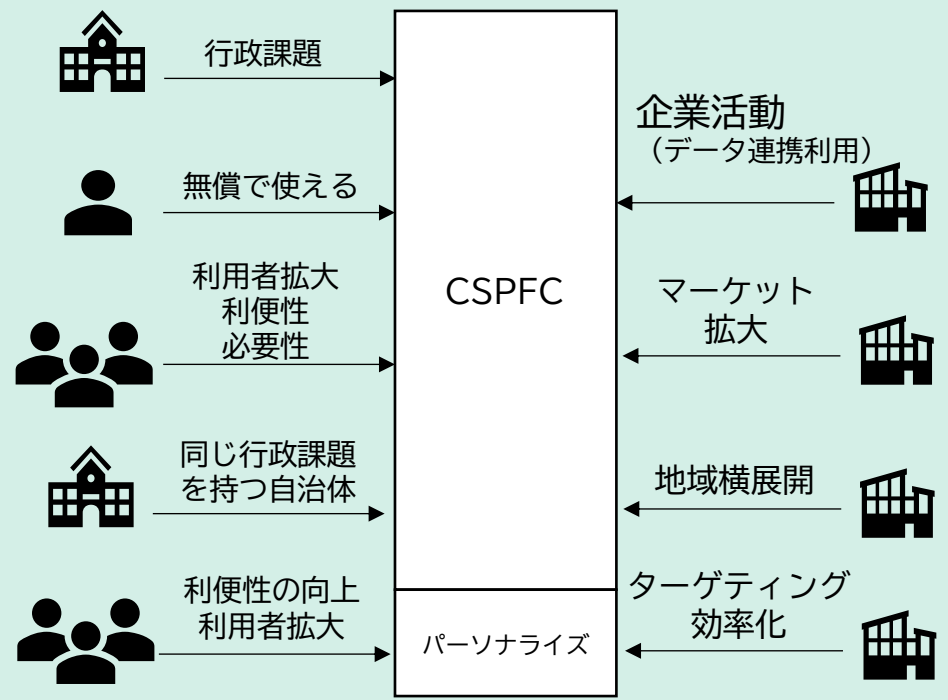 行政課題
無償で使える
利用者拡大
利便性
必要性
同じ行政課題
を持つ自治体
利便性の向上
利用者拡大
CSPFC
パーソナライズ
企業活動
（データ連携利用）
マーケット
拡大
地域横展開
ターゲティング
効率化